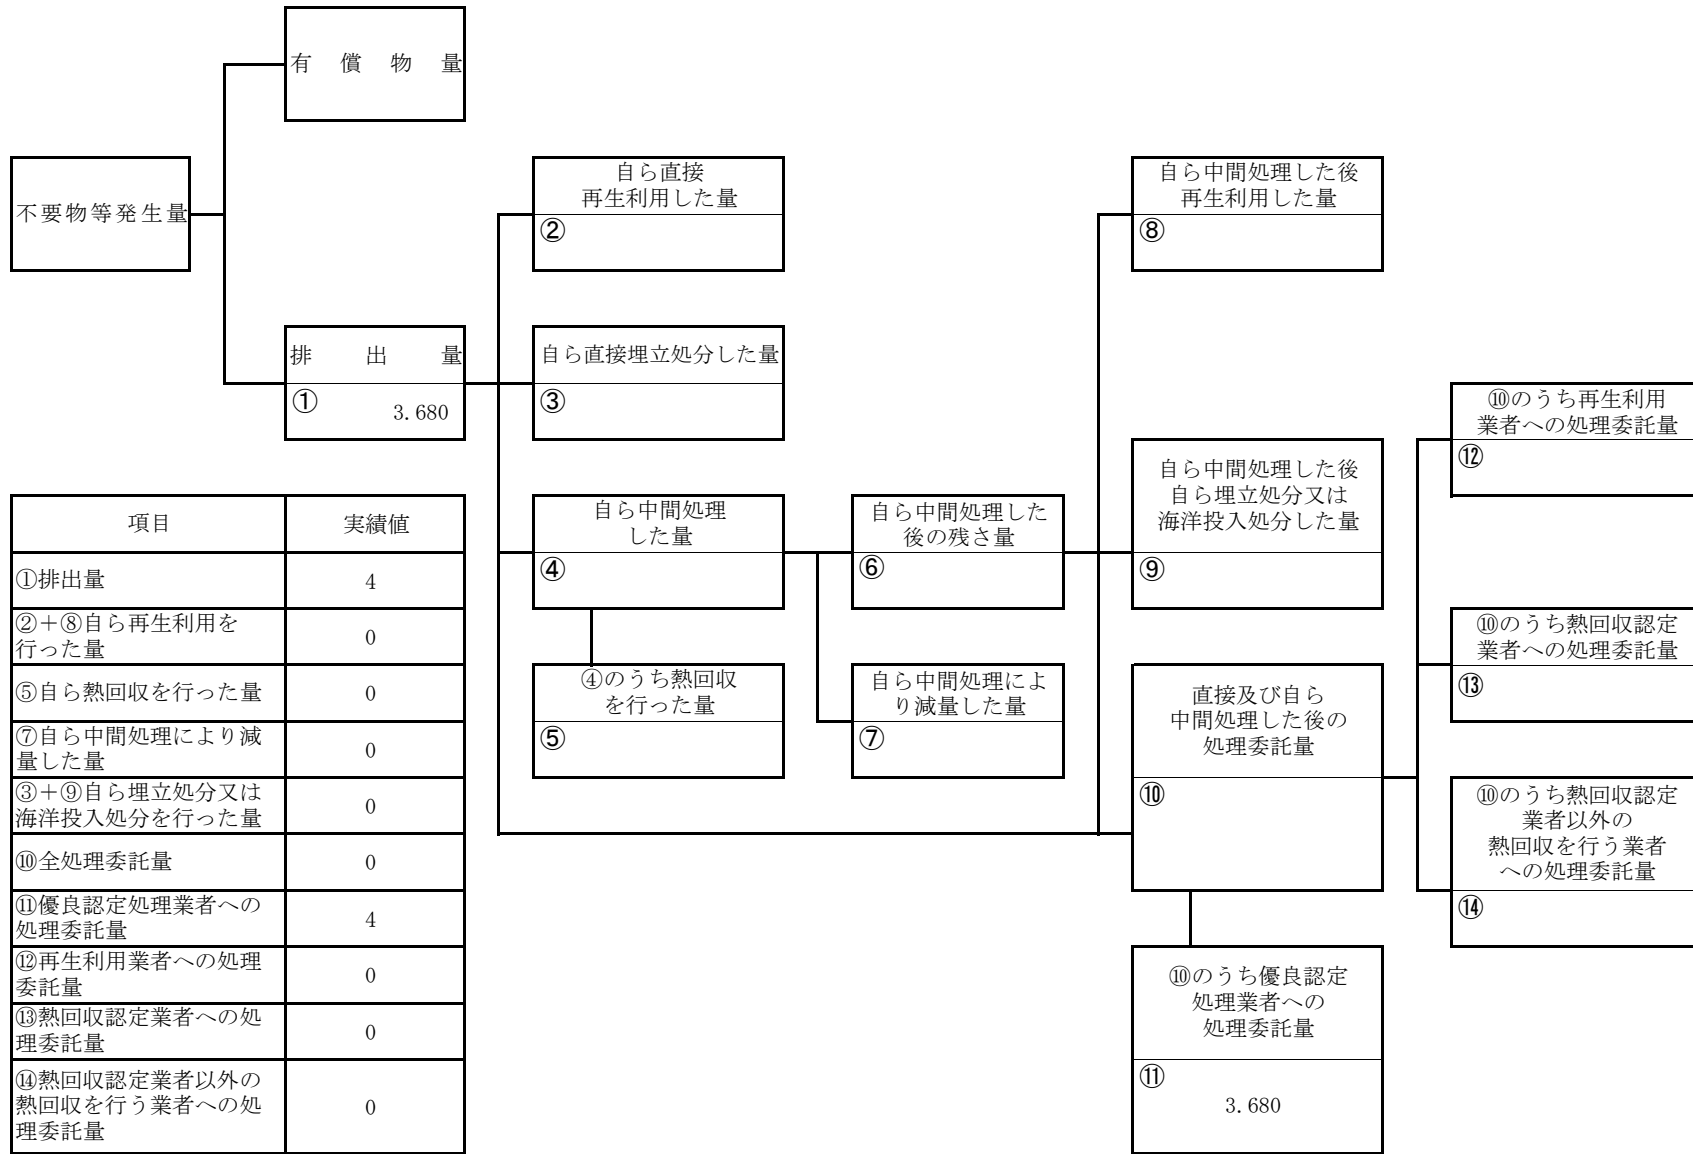 有償物量
不要物等発生量
自ら直接
再生利用した量
②
自ら中間処理した後
再生利用した量
⑧
排出量
①
3.680
自ら直接埋立処分した量
③
⑩のうち再生利用
業者への処理委託量
⑫
自ら中間処理した後
自ら埋立処分又は
海洋投入処分した量
⑨
自ら中間処理
した量
④
自ら中間処理した
後の残さ量
⑥
④のうち熱回収
を行った量
⑤
自ら中間処理によ
り減量した量
⑦
直接及び自ら
中間処理した後の
処理委託量
⑩
⑩のうち熱回収認定
業者への処理委託量
⑬
⑩のうち熱回収認定
業者以外の
熱回収を行う業者
への処理委託量
⑭
⑩のうち優良認定
処理業者への
処理委託量
⑪
3.680
項目 実績値
①排出量 4
②+⑧自ら再生利用を
行った量 0
⑤自ら熱回収を行った量 0
⑦自ら中間処理により減
量した量 0
③+⑨自ら埋立処分又は
海洋投入処分を行った量 0
⑩全処理委託量 0
⑪優良認定処理業者への
処理委託量 4
⑫再生利用業者への処理
委託量 0
⑬熱回収認定業者への処
理委託量 0
⑭熱回収認定業者以外の
熱回収を行う業者への処
理委託量 0